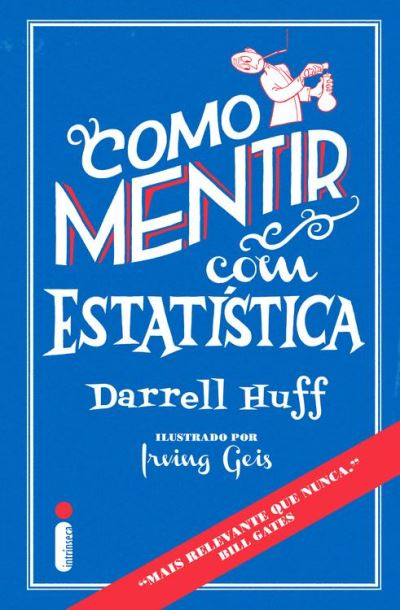 COMO
MENTIR
com
ESTATÍSTICA
Darrell Huff
ILUSTRADO POR
Irving Geis
“MAIS RELEVANTE QUE NUNCA.”
BILL GATES
intrínseca